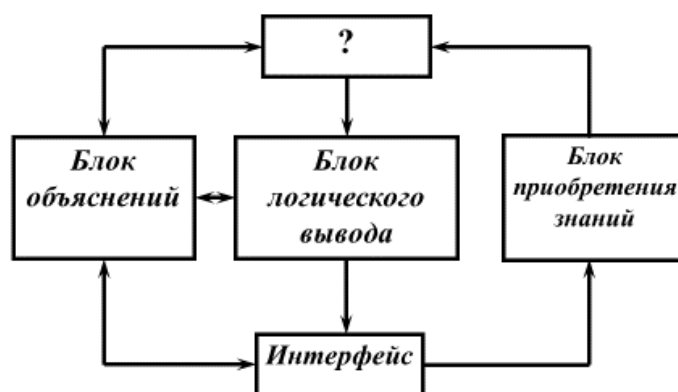 ?
Блок
объяснений
Блок
логического
вывода
Блок
приобретения
знаний
Интерфейс